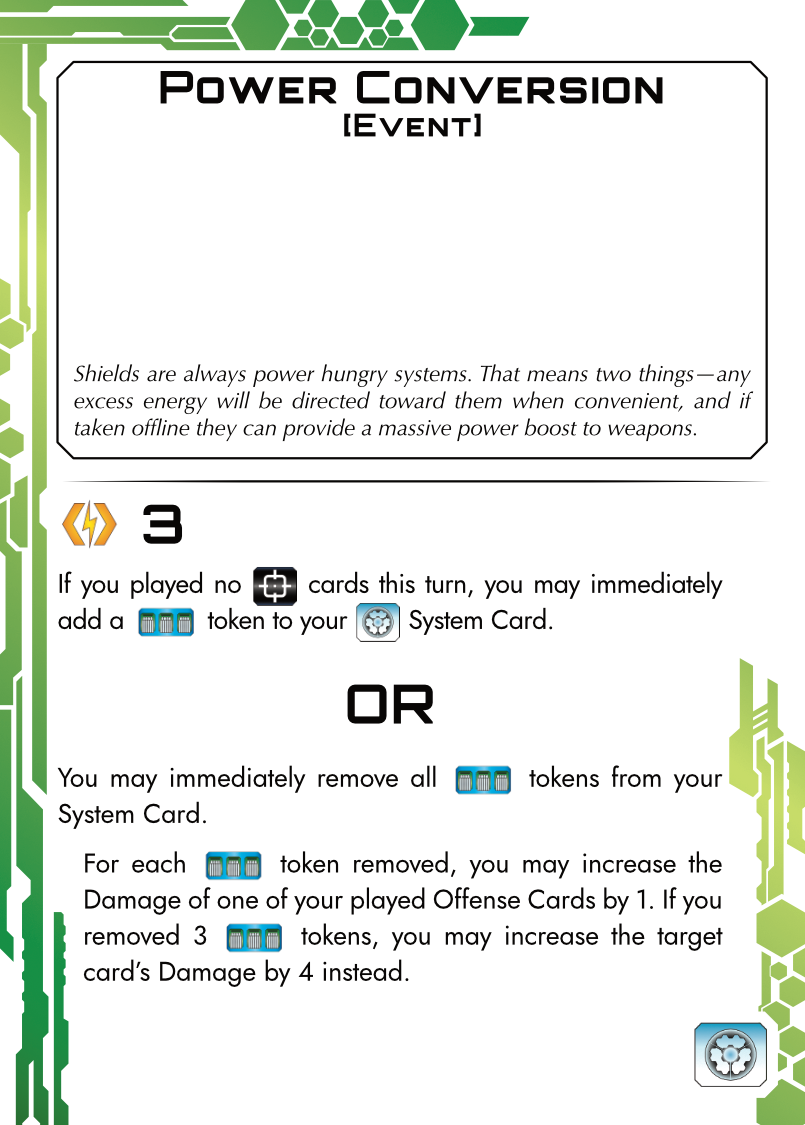 Power Conversion
[Event]
Shields are always power hungry systems. That means two things—any
excess energy will be directed toward them when convenient, and if
taken offline they can provide a massive power boost to weapons.
3
If you played no cards this turn, you may immediately
add a token to your System Card.
OR
You may immediately remove all tokens from your
System Card.
For each token removed, you may increase the
Damage of one of your played Offense Cards by 1. If you
removed 3 tokens, you may increase the target
card’s Damage by 4 instead.